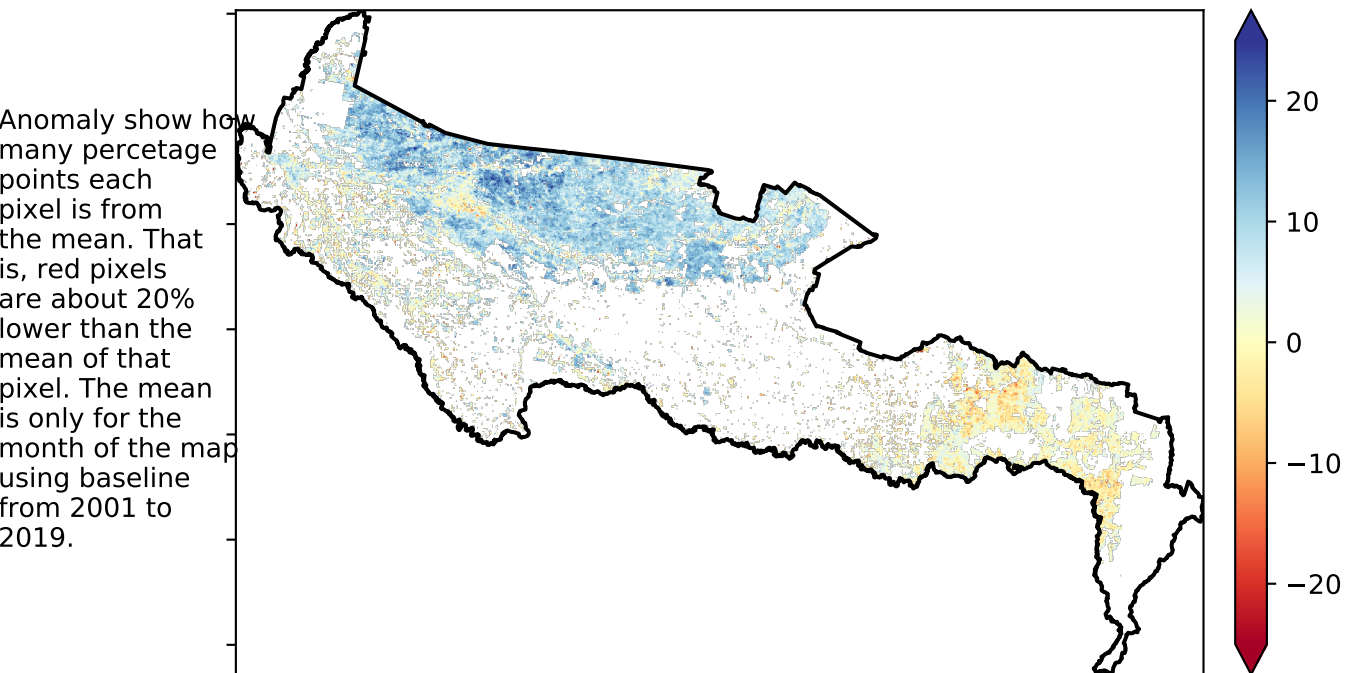 Anomaly show how
many percetage
points each
pixel is from
the mean. That
is, red pixels
are about 20%
lower than the
mean of that
pixel. The mean
is only for the
month of the map
using baseline
from 2001 to
2019.
20
10
0
−10
−20